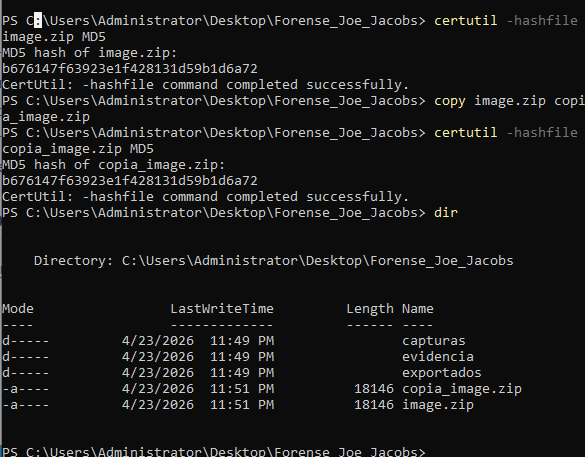 PS C:\Users\Administrator\Desktop\Forense_Joe_Jacobs> certutil -hashfile
image.zip MD5
MD5 hash of image.zip:
b676147f63923e1f428131d59b1d6a72
CertUtil: -hashfile command completed successfully.
PS C:\Users\Administrator\Desktop\Forense_Joe_Jacobs> copy image.zip copi
a_image.zip
PS C:\Users\Administrator\Desktop\Forense_Joe_Jacobs> certutil -hashfile
copia_image.zip MD5
MD5 hash of copia_image.zip:
b676147f63923e1f428131d59b1d6a72
CertUtil: -hashfile command completed successfully.
PS C:\Users\Administrator\Desktop\Forense_Joe_Jacobs> dir
Directory: C:\Users\Administrator\Desktop\Forense_Joe_Jacobs
Mode LastWriteTime Length Name
---- ------------- ------ ----
d----- 4/23/2026 11:49 PM capturas
d----- 4/23/2026 11:49 PM evidencia
d----- 4/23/2026 11:49 PM exportados
-a---- 4/23/2026 11:51 PM 18146 copia_image.zip
-a---- 4/23/2026 11:51 PM 18146 image.zip
PS C:\Users\Administrator\Desktop\Forense_Joe_Jacobs>